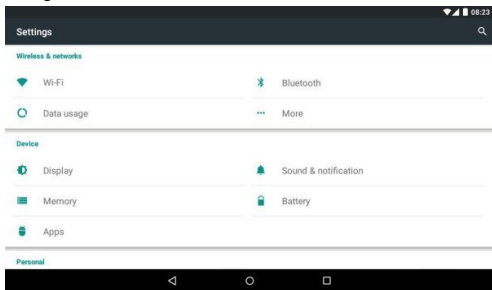 08:23
Settings
Wireless & networks
Wi-Fi
Bluetooth
Data usage
More
Device
Display
Sound & notification
Memory
Battery
Apps
Personal